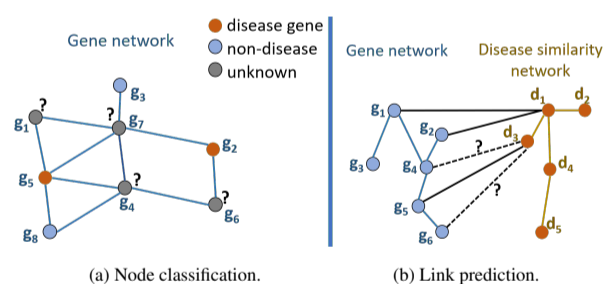 Gene network
disease gene
non-disease
unknown
g3
?
g1
?
g7
g2
g5
?
g4
?
g6
g8
(a) Node classification.
Gene network
Disease similarity
network
d1
d2
g1
g2
d3
?
g3
g4
d4
?
g5
g6
d5
(b) Link prediction.